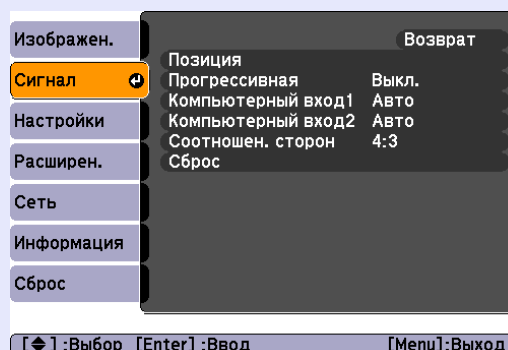 Изображен.
Сигнал
Настройки
Расширен.
Сеть
Информация
Сброс
Возврат
Позиция
Прогрессивная Выкл.
Компьютерный вход1 Авто
Компьютерный вход2 Авто
Соотношен. сторон 4:3
Сброс
[◆]:Выбор [Enter]:Ввод [Menu]:Выход